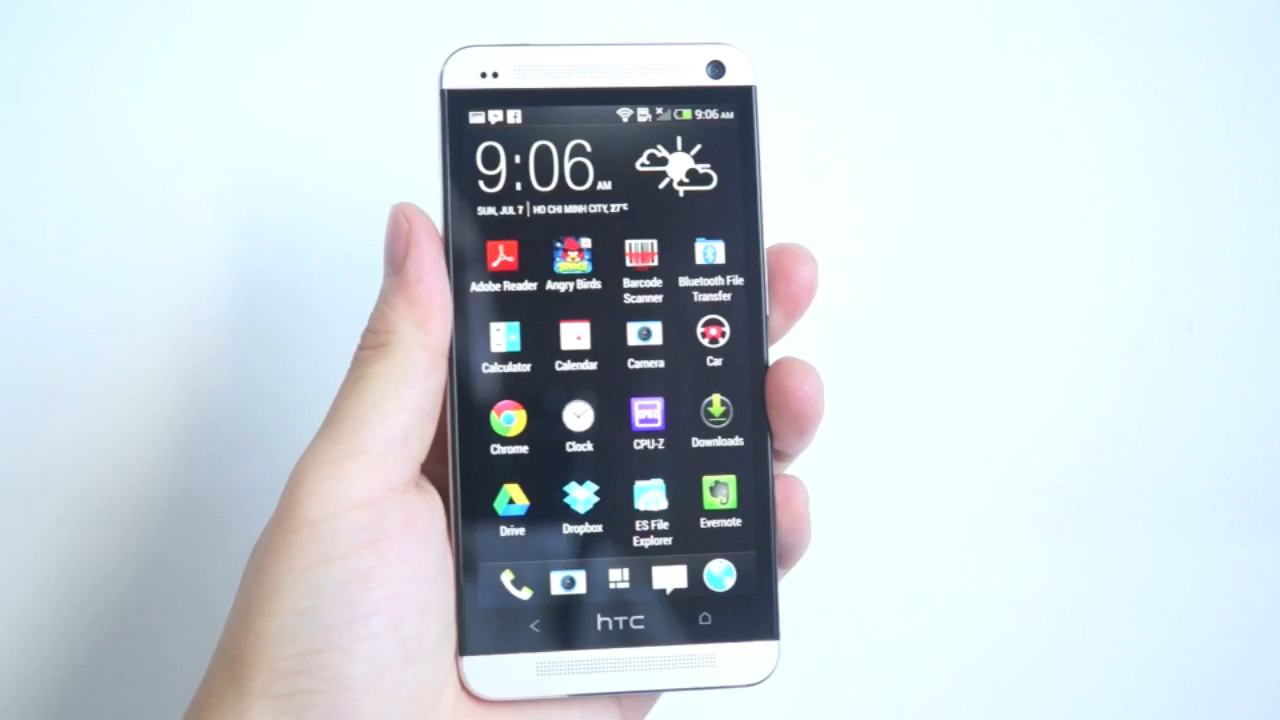 9:06 AM
9:06 AM
SUN, JUL 7 | HO CHI MINH CITY, 27°C
Adobe Reader
Angry Birds
Barcode
Scanner
Bluetooth File
Transfer
Calculator
Calendar
Camera
Car
Chrome
Clock
CPU-Z
Downloads
Drive
Dropbox
ES File
Explorer
Evernote
hTC